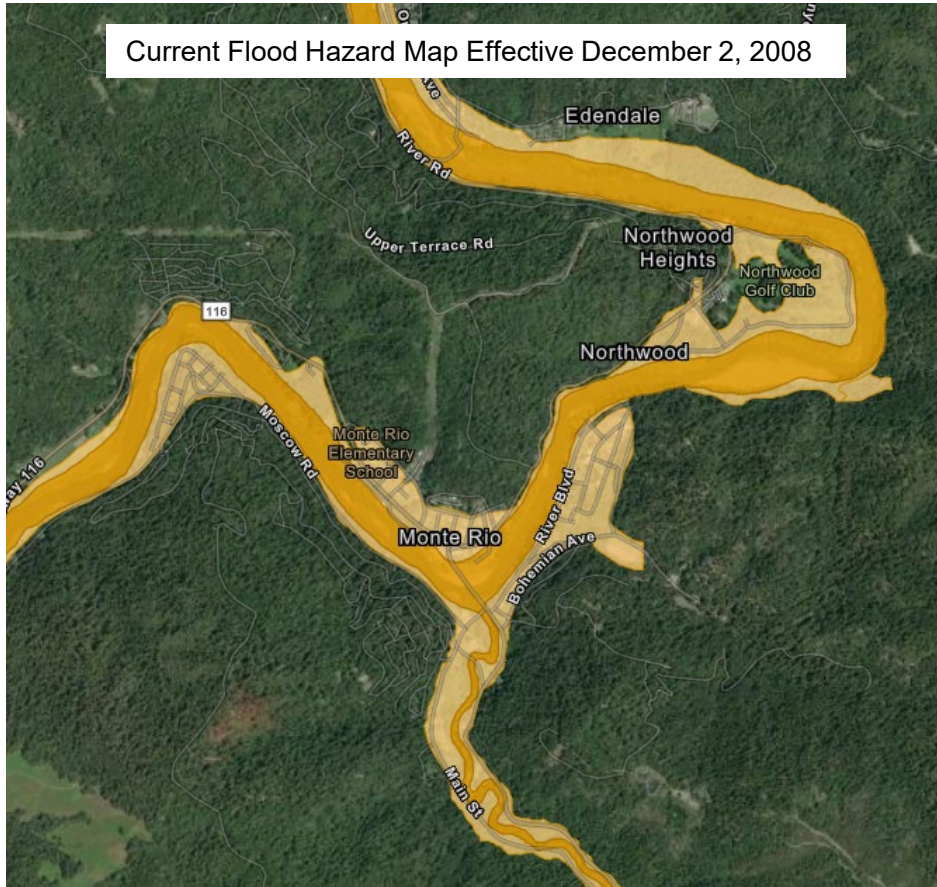 Current Flood Hazard Map Effective December 2, 2008
Edendale
River Rd
Upper Terrace Rd
Northwood
Heights
Northwood
Golf Club
116
Northwood
Moscow Rd
Monte Rio
Elementary
School
River Blvd
Monte Rio
Bohemian Ave
Main St